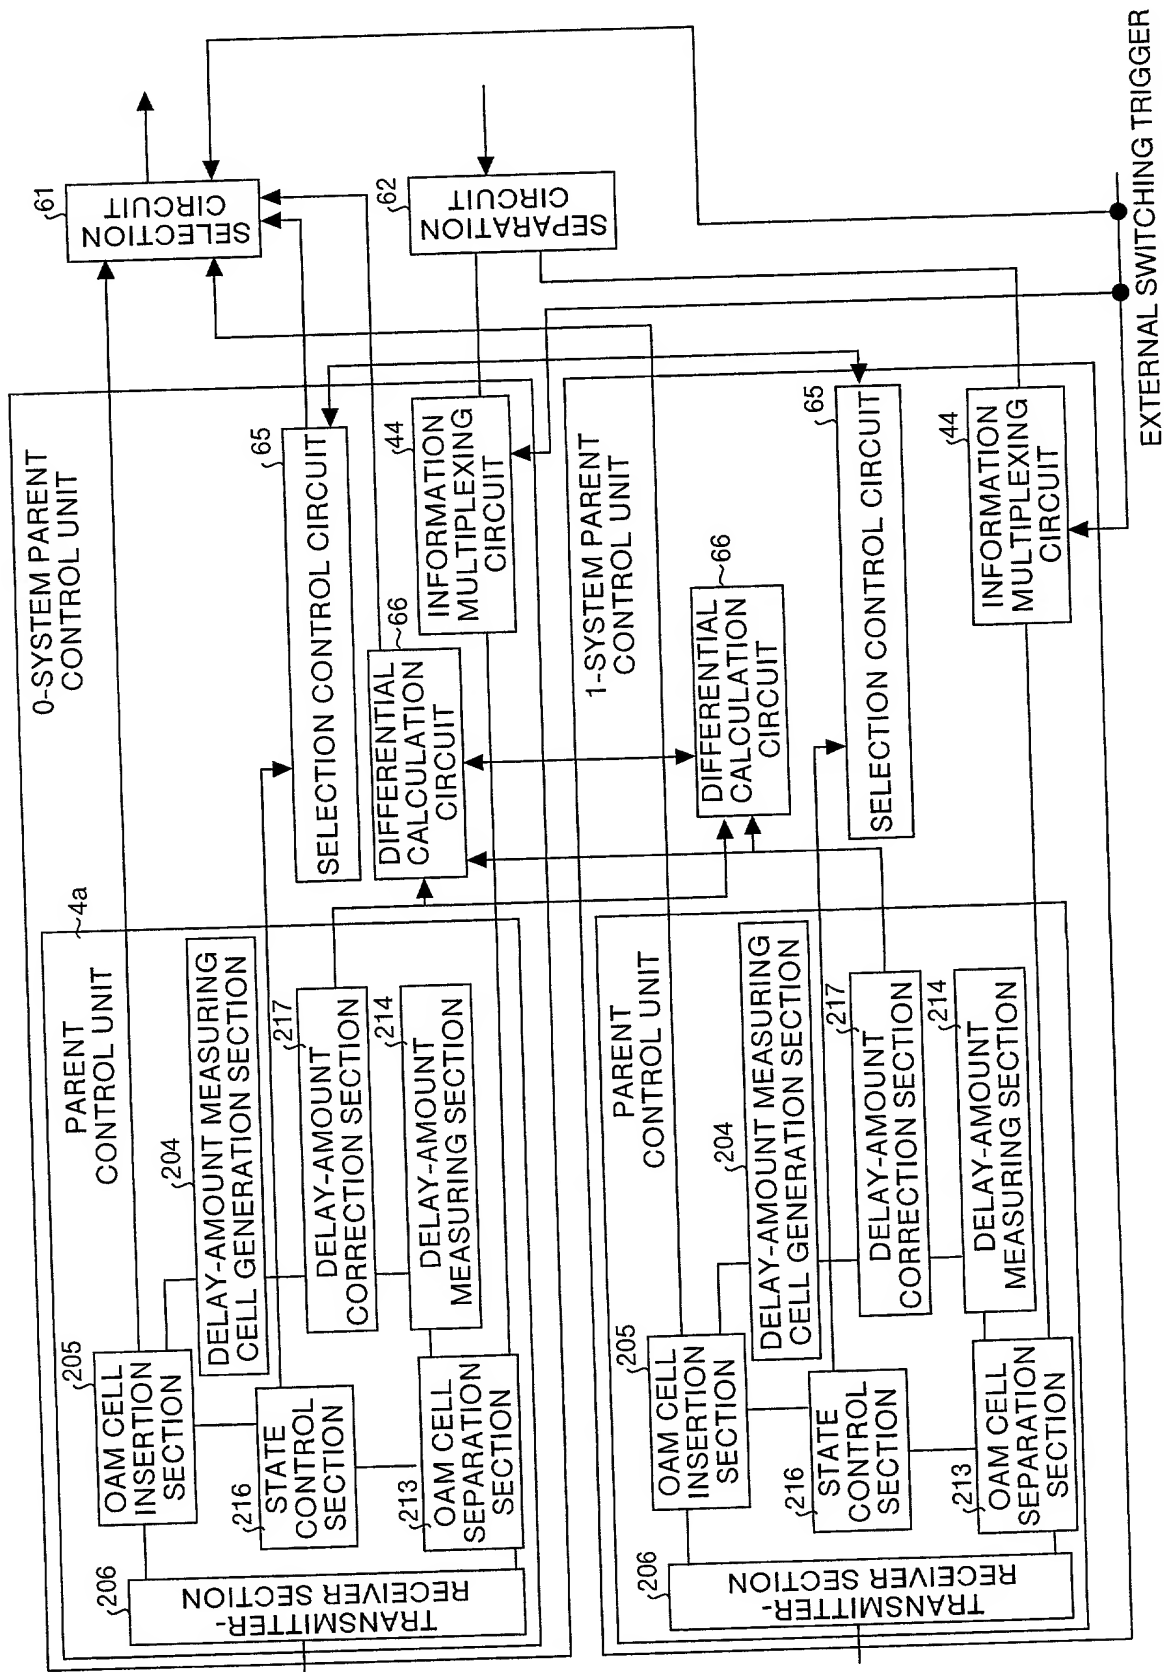 0-SYSTEM PARENT
CONTROL UNIT
PARENT
CONTROL UNIT
4a
TRANSMITTER-
RECEIVER SECTION
206
OAM CELL
INSERTION
SECTION
205
STATE
CONTROL
SECTION
216
OAM CELL
SEPARATION
SECTION
213
DELAY-AMOUNT MEASURING
CELL GENERATION SECTION
204
DELAY-AMOUNT
CORRECTION SECTION
217
DELAY-AMOUNT
MEASURING SECTION
214
SELECTION CONTROL CIRCUIT
65
DIFFERENTIAL
CALCULATION
CIRCUIT
66
INFORMATION
MULTIPLEXING
CIRCUIT
44
SELECTION
CIRCUIT
61
SEPARATION
CIRCUIT
62
1-SYSTEM PARENT
CONTROL UNIT
PARENT
CONTROL UNIT
TRANSMITTER-
RECEIVER SECTION
206
OAM CELL
INSERTION
SECTION
205
STATE
CONTROL
SECTION
216
OAM CELL
SEPARATION
SECTION
213
DELAY-AMOUNT MEASURING
CELL GENERATION SECTION
204
DELAY-AMOUNT
CORRECTION SECTION
217
DELAY-AMOUNT
MEASURING SECTION
214
DIFFERENTIAL
CALCULATION
CIRCUIT
66
SELECTION CONTROL CIRCUIT
65
INFORMATION
MULTIPLEXING
CIRCUIT
44
EXTERNAL SWITCHING TRIGGER